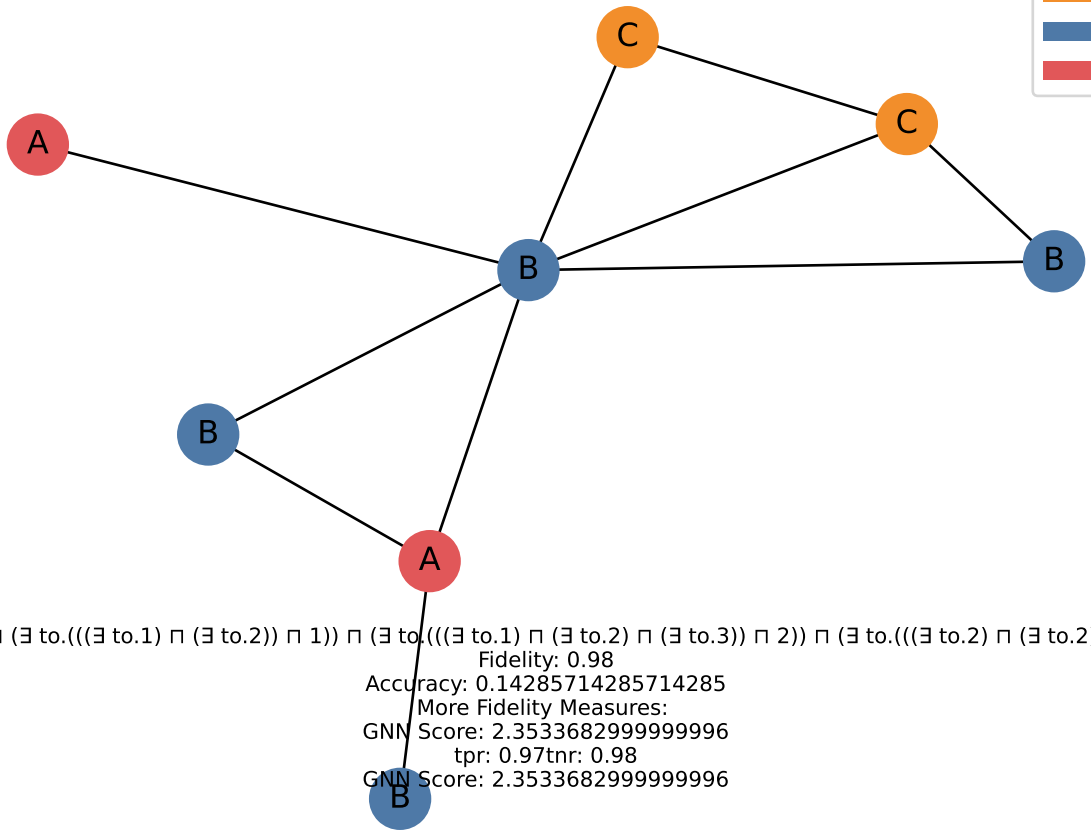 C
C
A
B
B
B
A
(∃ to.(((∃ to.1) ⊓ (∃ to.2)) ⊓ 1)) ⊓ (∃ to.(((∃ to.1) ⊓ (∃ to.2) ⊓ (∃ to.3)) ⊓ 2)) ⊓ (∃ to.(((∃ to.2) ⊓ (∃ to.2
Fidelity: 0.98
Accuracy: 0.14285714285714285
More Fidelity Measures:
GNN Score: 2.3533682999999996
tpr: 0.97tnr: 0.98
GNN Score: 2.3533682999999996
B